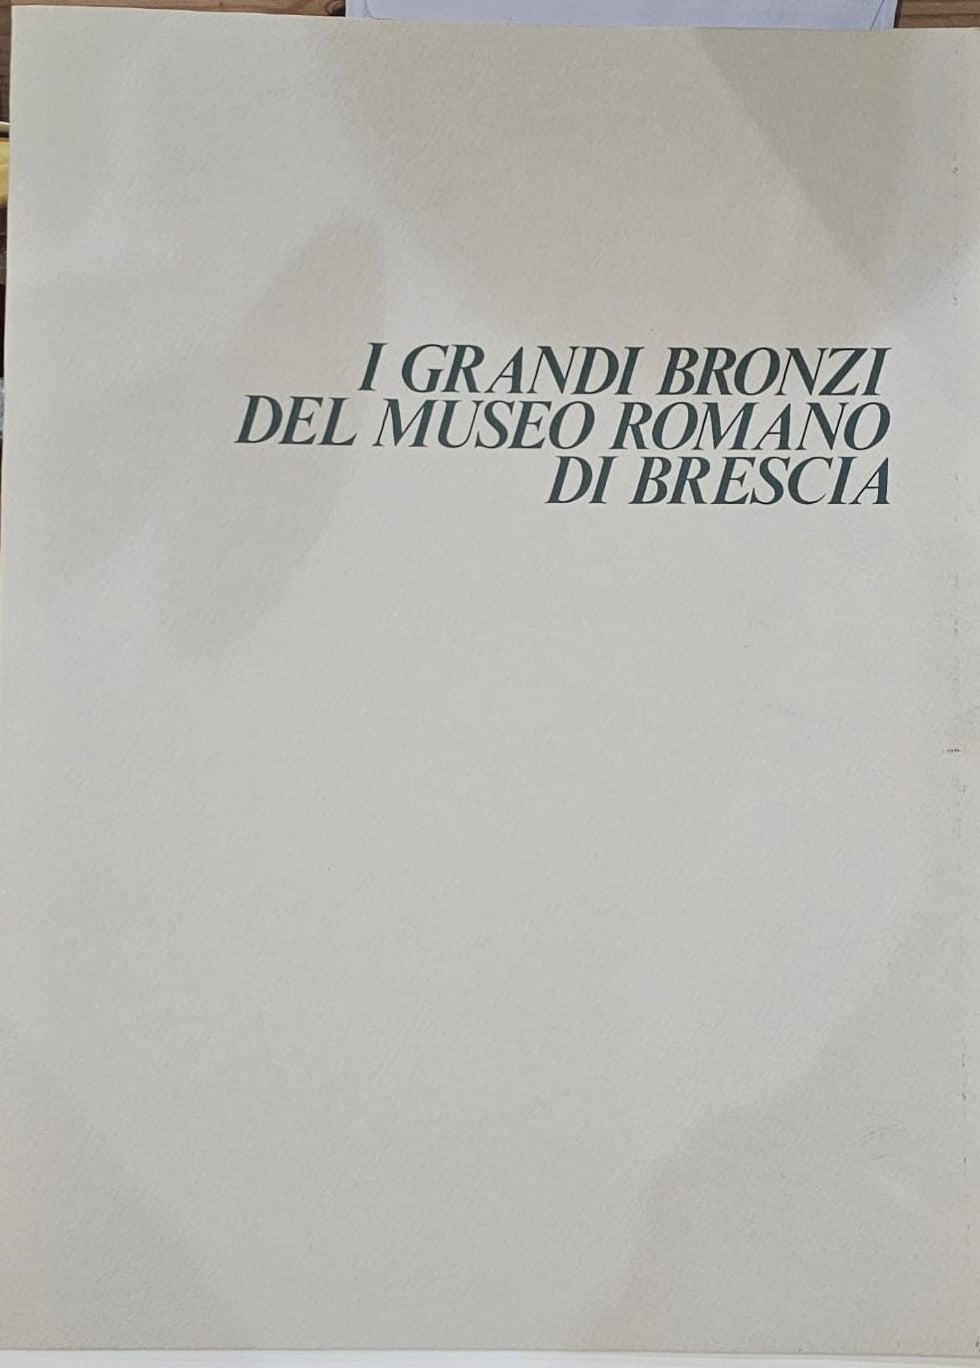 I GRANDI BRONZI
DEL MUSEO ROMANO
DI BRESCIA